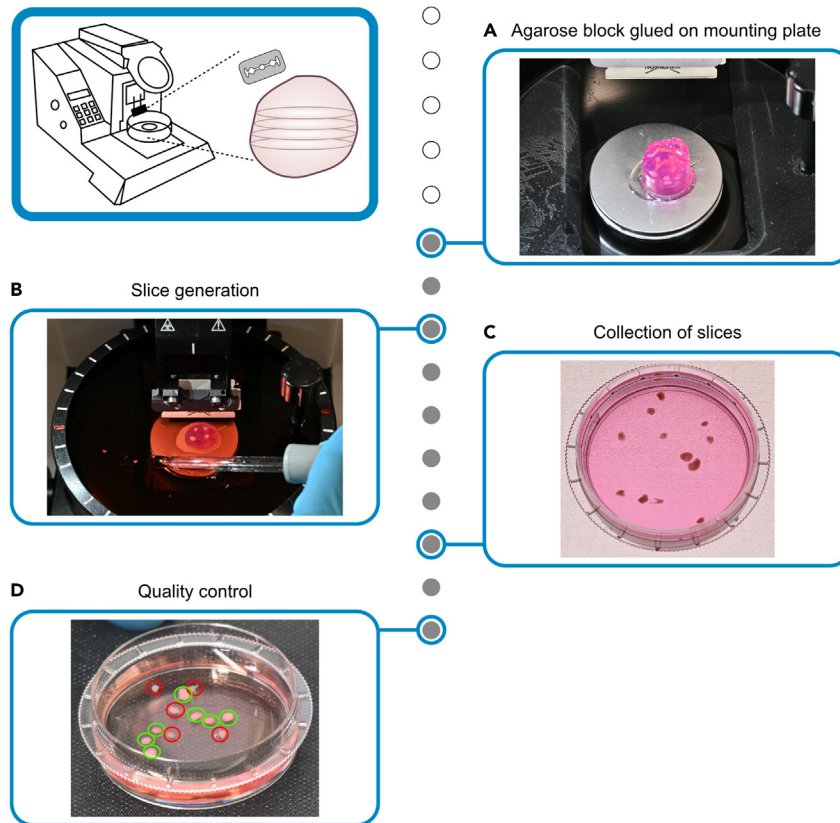 A Agarose block glued on mounting plate
B Slice generation
C Collection of slices
D Quality control